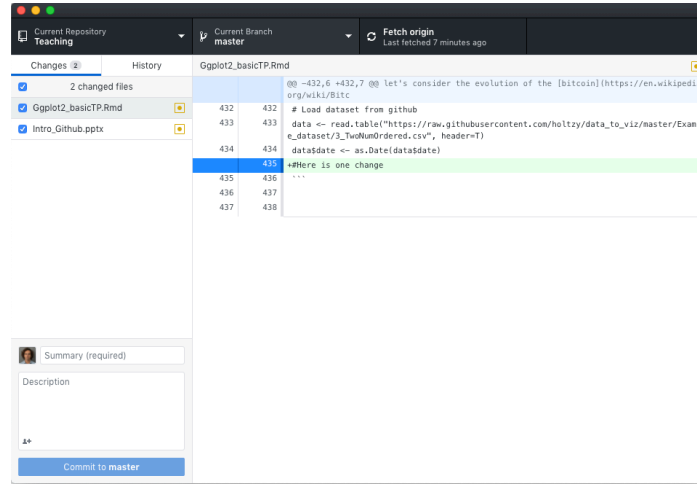 Current Repository
Teaching
Current Branch
master
Fetch origin
Last fetched 7 minutes ago
Changes 2
History
Ggplot2_basicTP.Rmd
2 changed files
Ggplot2_basicTP.Rmd
Intro_Github.pptx
@@ -432,6 +432,7 @@ let's consider the evolution of the [bitcoin](https://en.wikipedi
org/wiki/Bitc
432 432 # Load dataset from github
433 433 data <- read.table("https://raw.githubusercontent.com/holtzy/data_to_viz/master/Exam
e_dataset/3_TwoNumOrdered.csv", header=T)
434 434 data$date <- as.Date(data$date)
435 +#Here is one change
435 436 ```
436 437
437 438
Summary (required)
Description
Commit to master